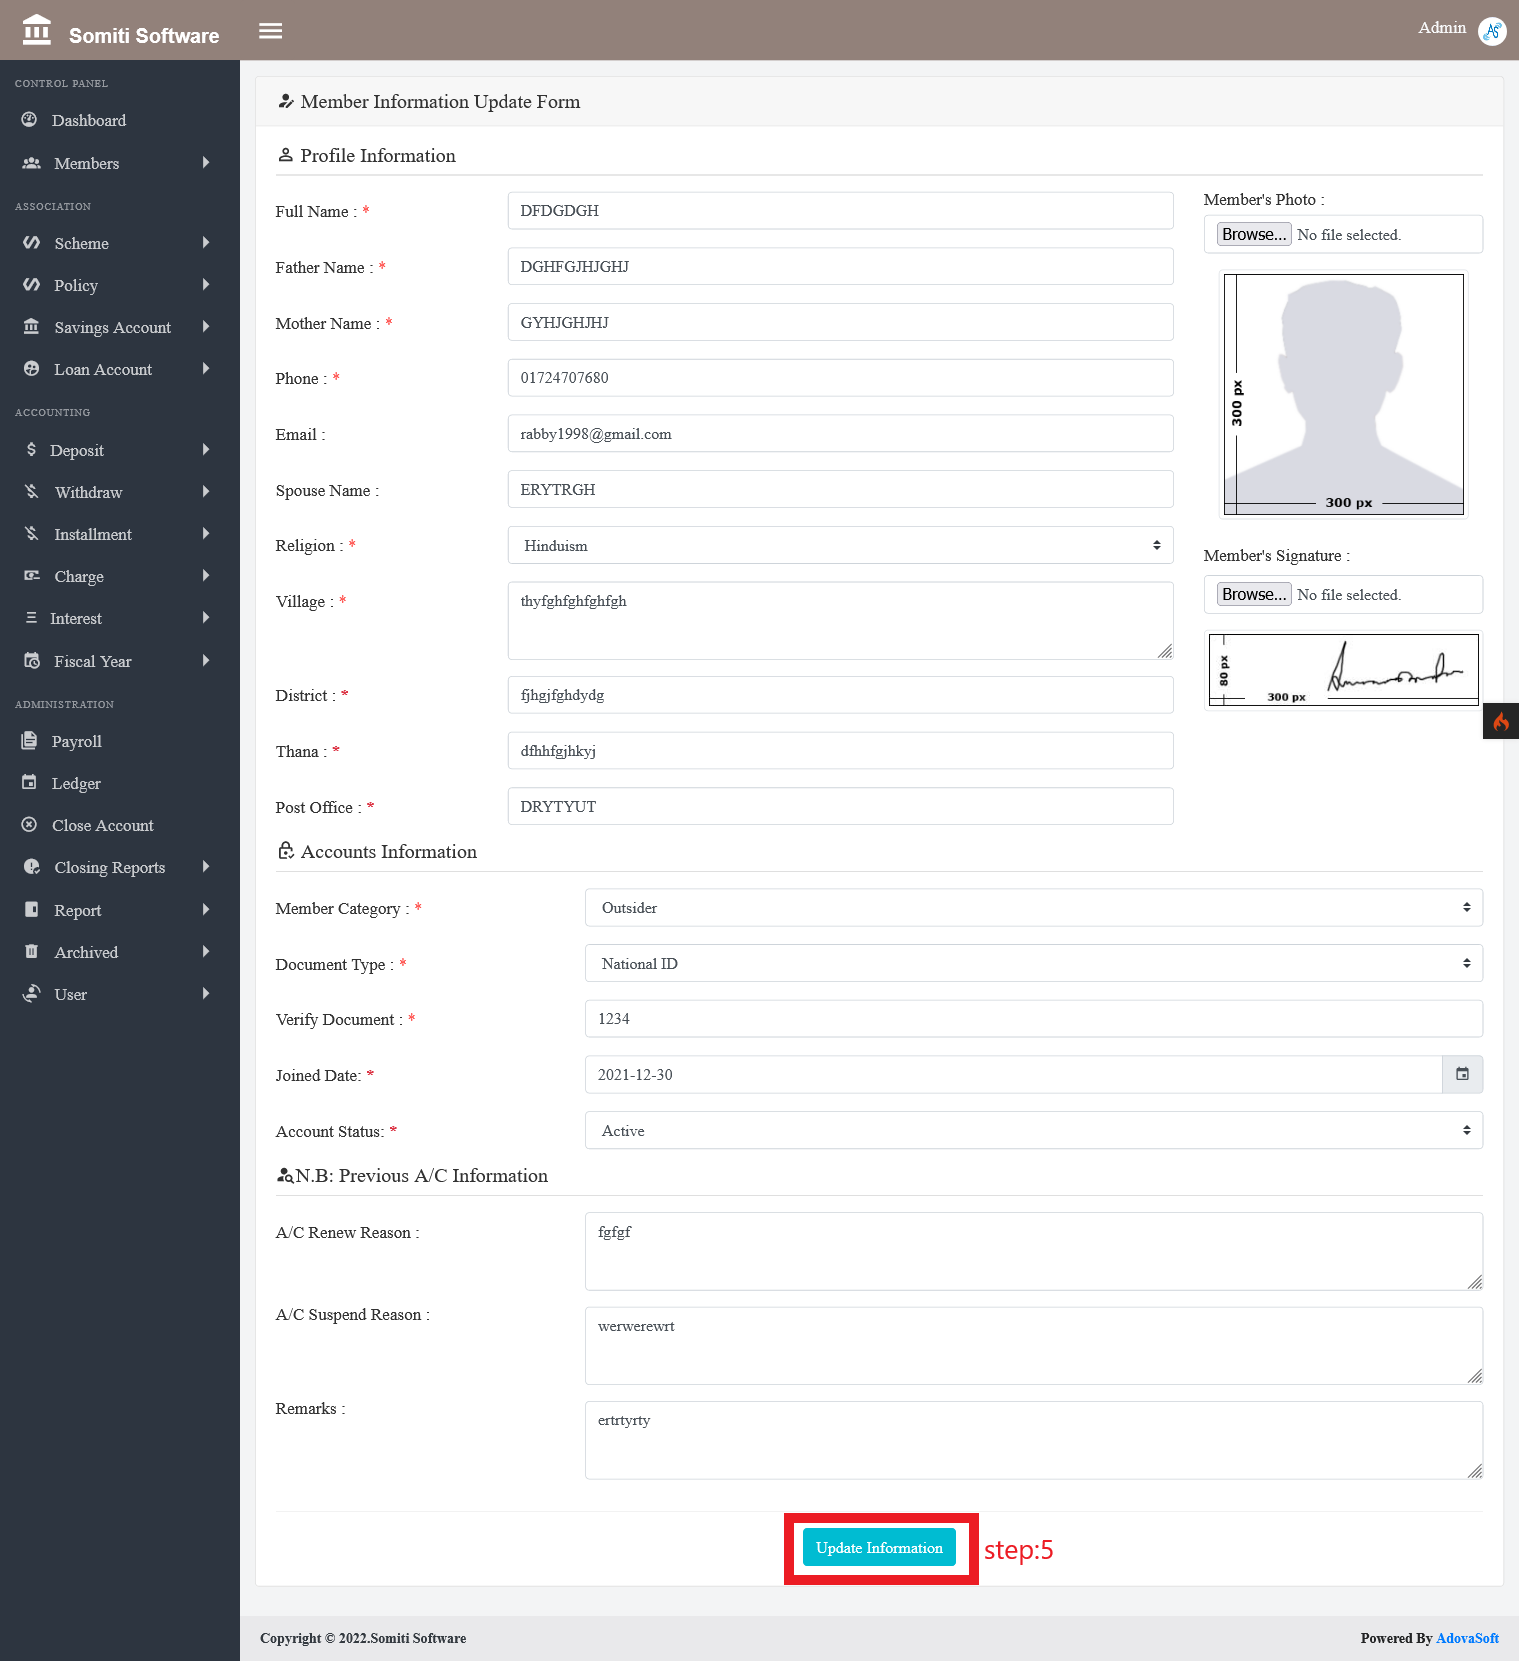 Somiti Software
Admin
CONTROL PANEL
Dashboard
Members
ASSOCIATION
Scheme
Policy
Savings Account
Loan Account
ACCOUNTING
Deposit
Withdraw
Installment
Charge
Interest
Fiscal Year
ADMINISTRATION
Payroll
Ledger
Close Account
Closing Reports
Report
Archived
User
Member Information Update Form
Profile Information
Full Name : * DFDGDGH
Father Name : * DGHFGJHJGHJ
Mother Name : * GYHJGHJHJ
Phone : * 01724707680
Email : rabby1998@gmail.com
Spouse Name : ERYTRGH
Religion : * Hinduism
Village : * thyfghfghfghfgh
District : * fjhgjfghdydg
Thana : * dfhhfgjhkyj
Post Office : * DRYTYUT
Member's Photo :
Browse... No file selected.
300 px
300 px
Member's Signature :
Browse... No file selected.
80 px
300 px
Accounts Information
Member Category : * Outsider
Document Type : * National ID
Verify Document : * 1234
Joined Date: * 2021-12-30
Account Status: * Active
N.B: Previous A/C Information
A/C Renew Reason : fgfgf
A/C Suspend Reason : werwerewrt
Remarks : ertrtyrty
Update Information step:5
Copyright © 2022.Somiti Software
Powered By AdovaSoft